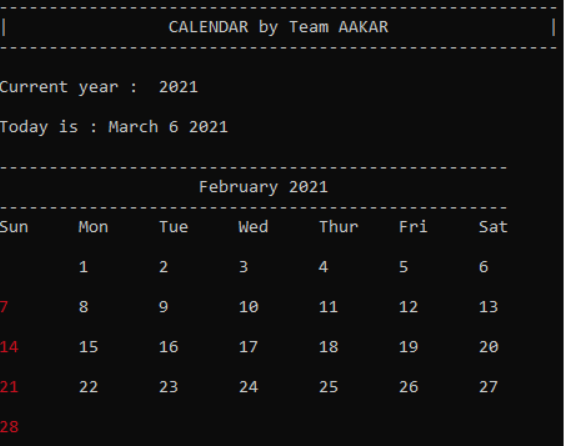 ------------------------------------------------------
| CALENDAR by Team AAKAR |
------------------------------------------------------
Current year : 2021
Today is : March 6 2021
---------------------------------------------------
February 2021
---------------------------------------------------
Sun Mon Tue Wed Thur Fri Sat
1 2 3 4 5 6
7 8 9 10 11 12 13
14 15 16 17 18 19 20
21 22 23 24 25 26 27
28